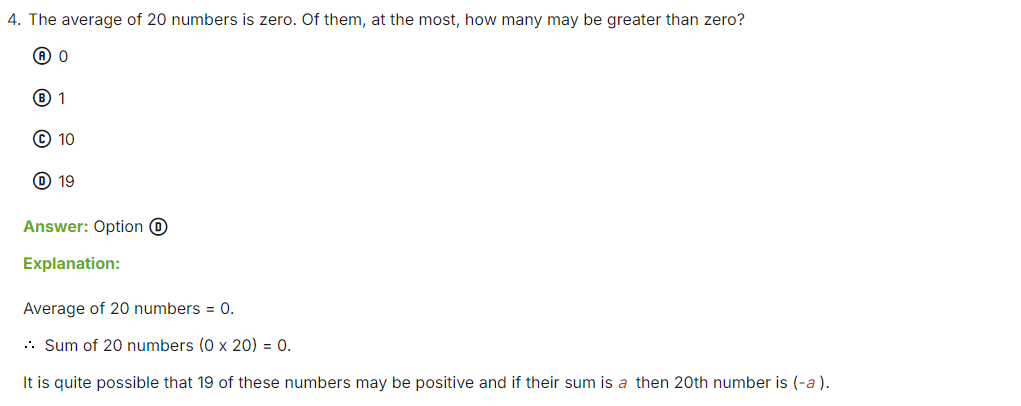 4. The average of 20 numbers is zero. Of them, at the most, how many may be greater than zero?
Ⓐ 0
Ⓑ 1
Ⓒ 10
Ⓓ 19
Answer: Option Ⓓ
Explanation:
Average of 20 numbers = 0.
∴ Sum of 20 numbers (0 x 20) = 0.
It is quite possible that 19 of these numbers may be positive and if their sum is a then 20th number is (-a ).